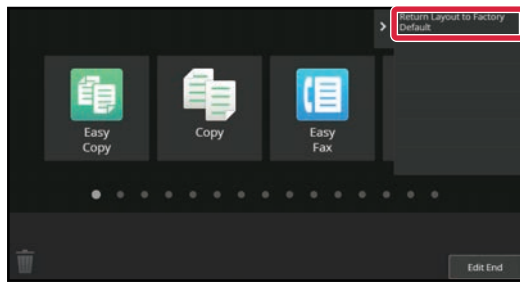 Return Layout to Factory
Default
Easy
Copy
Copy
Easy
Fax
Edit End